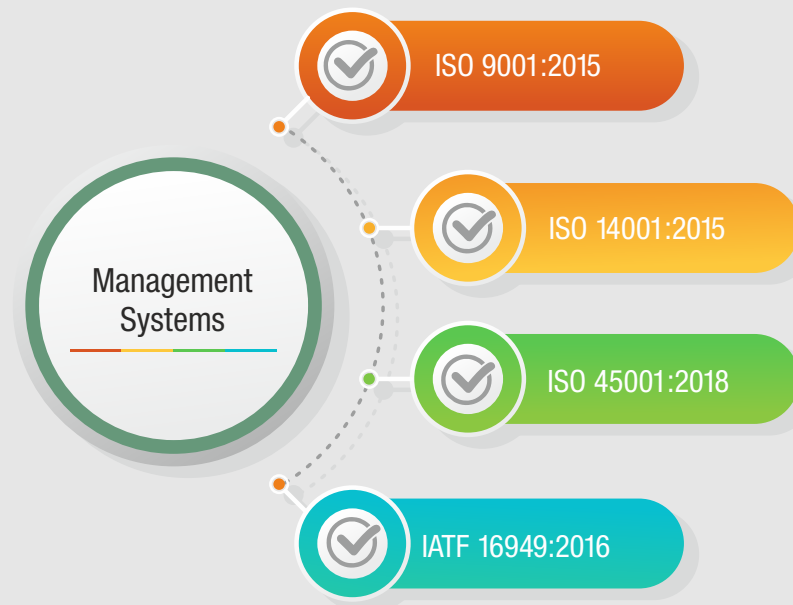 ISO 9001:2015
ISO 14001:2015
Management
Systems
ISO 45001:2018
IATF 16949:2016